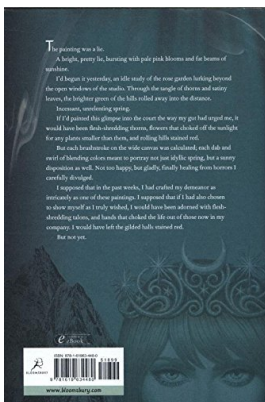 The painting was a lie.
A bright, pretty lie, bursting with pale pink blooms and fat beams of
sunshine.
I'd begun it yesterday, an idle study of the rose garden lurking beyond
the open windows of the studio. Through the tangle of thorns and satiny
leaves, the brighter green of the hills rolled away into the distance.
Incessant, unrelenting spring.
If I'd painted this glimpse into the court the way my gut had urged me, it
would have been flesh-shredding thorns, flowers that choked off the sunlight
for any plants smaller than them, and rolling hills stained red.
But each brushstroke on the wide canvas was calculated; each dab and
swirl of blending colors meant to portray not just idyllic spring, but a sunny
disposition as well. Not too happy, but gladly, finally healing from horrors I
carefully divulged.
I supposed that in the past weeks, I had crafted my demeanor as
intricately as one of these paintings. I supposed that if I had also chosen
to show myself as I truly wished, I would have been adorned with flesh-
shredding talons, and hands that choked the life out of those now in my
company. I would have left the gilded halls stained red.
But not yet.
e
eBook
BLOOMSBURY
www.bloomsbury.com